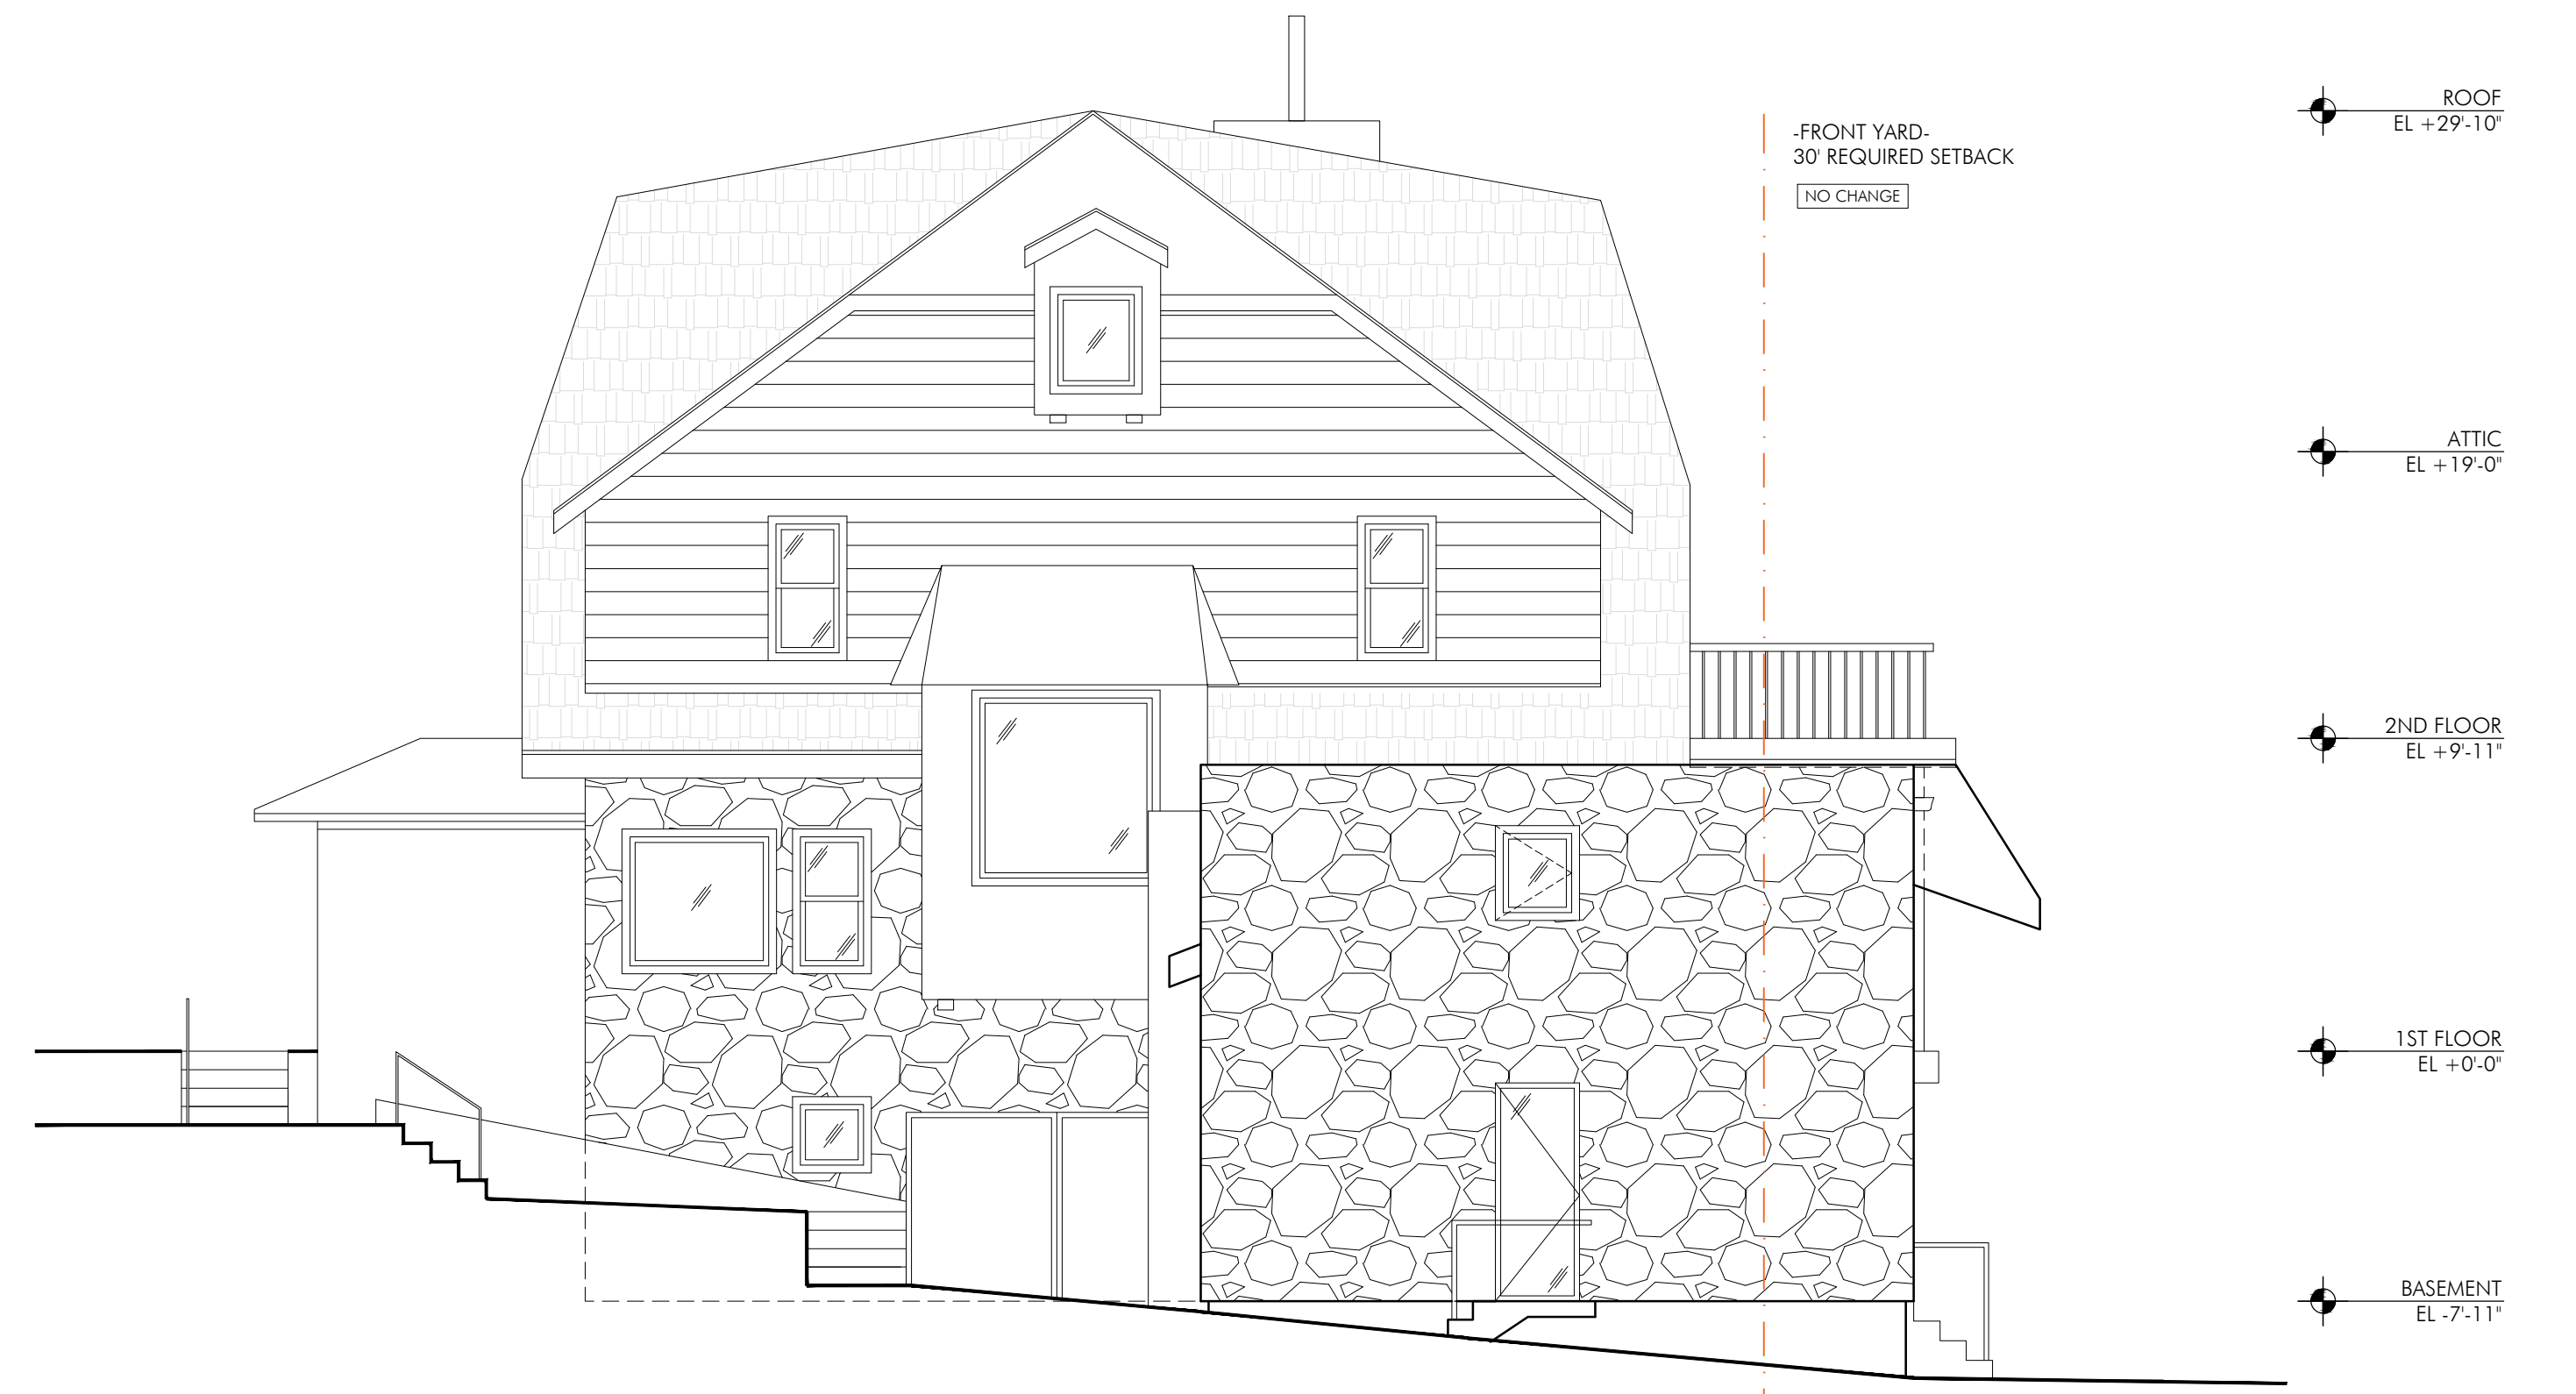 ROOF
EL +29'-10"
-FRONT YARD-
30' REQUIRED SETBACK
NO CHANGE
ATTIC
EL +19'-0"
2ND FLOOR
EL +9'-11"
1ST FLOOR
EL +0'-0"
BASEMENT
EL -7'-11"